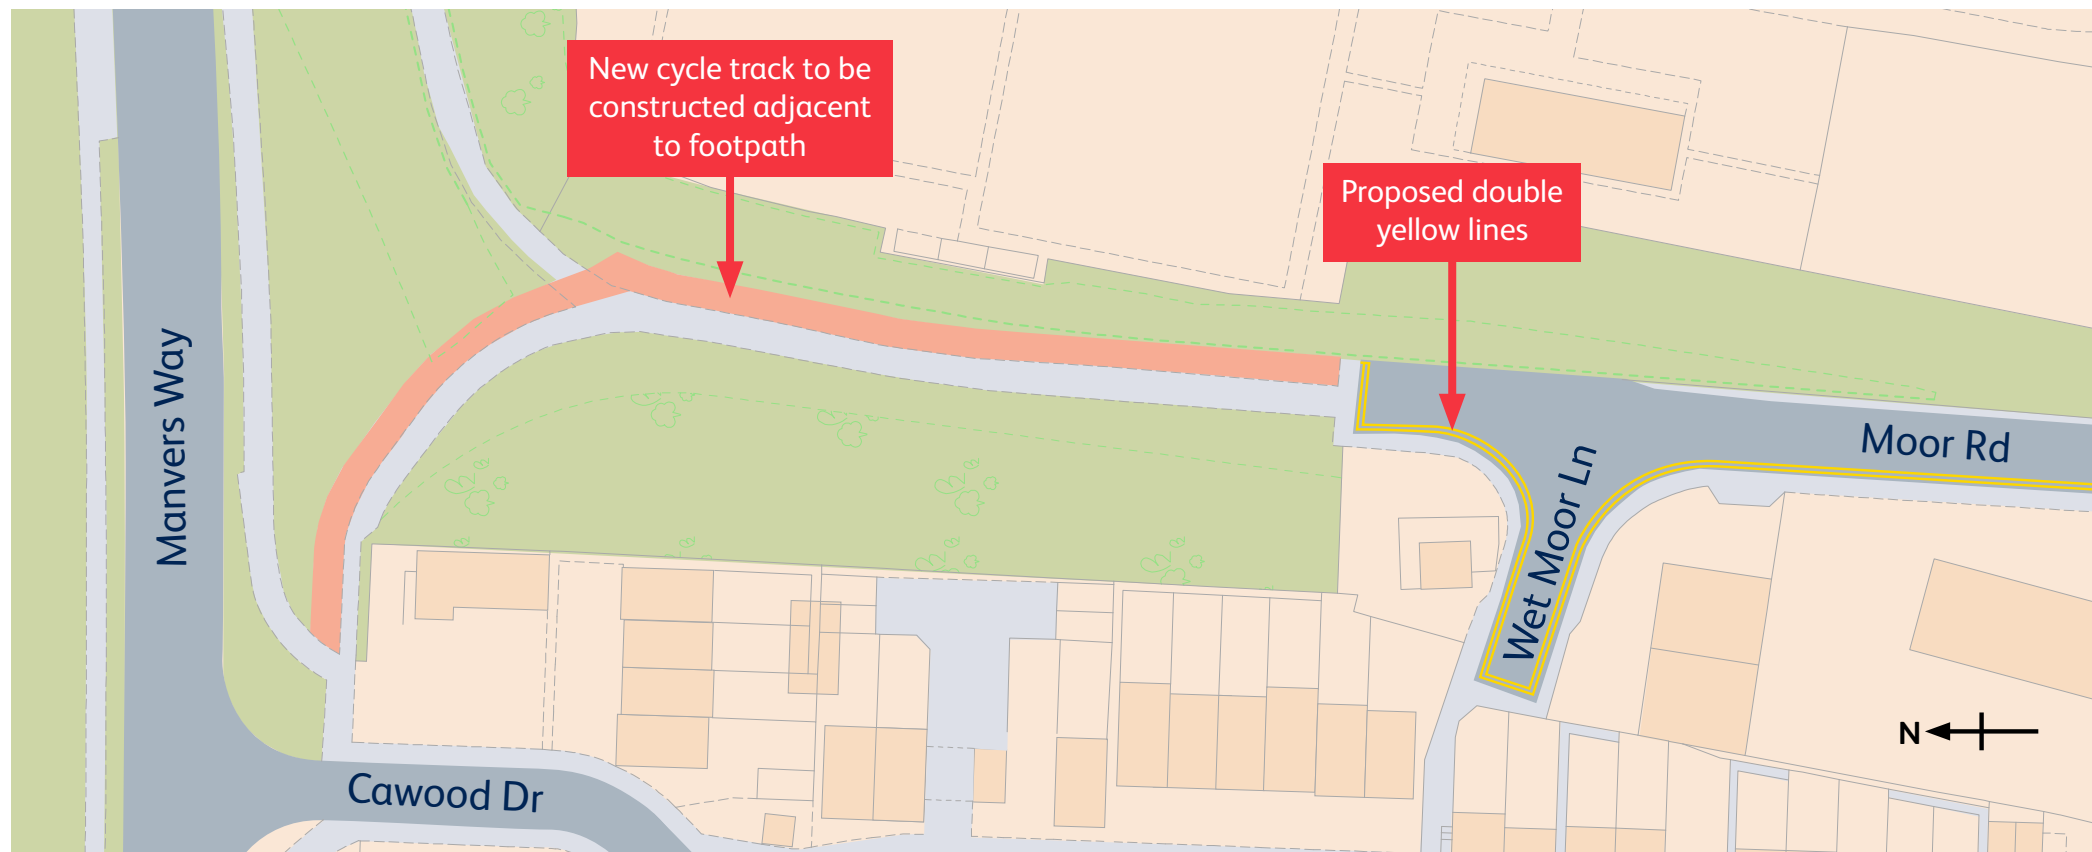 New cycle track to be
constructed adjacent
to footpath
Proposed double
yellow lines
Manvers Way
Moor Rd
Wet Moor Ln
N
Cawood Dr